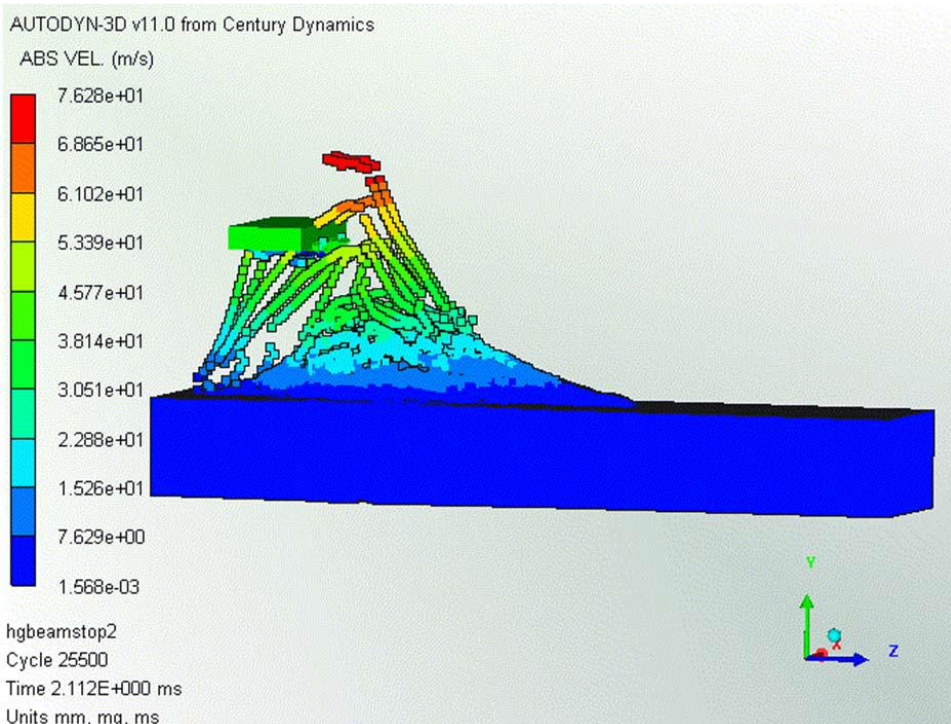 AUTODYN-3D v11.0 from Century Dynamics
ABS VEL. (m/s)
7.628e+01
6.865e+01
6.102e+01
5.339e+01
4.577e+01
3.814e+01
3.051e+01
2.288e+01
1.526e+01
7.629e+00
1.568e-03
Y
X
Z
hgbeamstop2
Cycle 25500
Time 2.112E+000 ms
Units mm, mg, ms